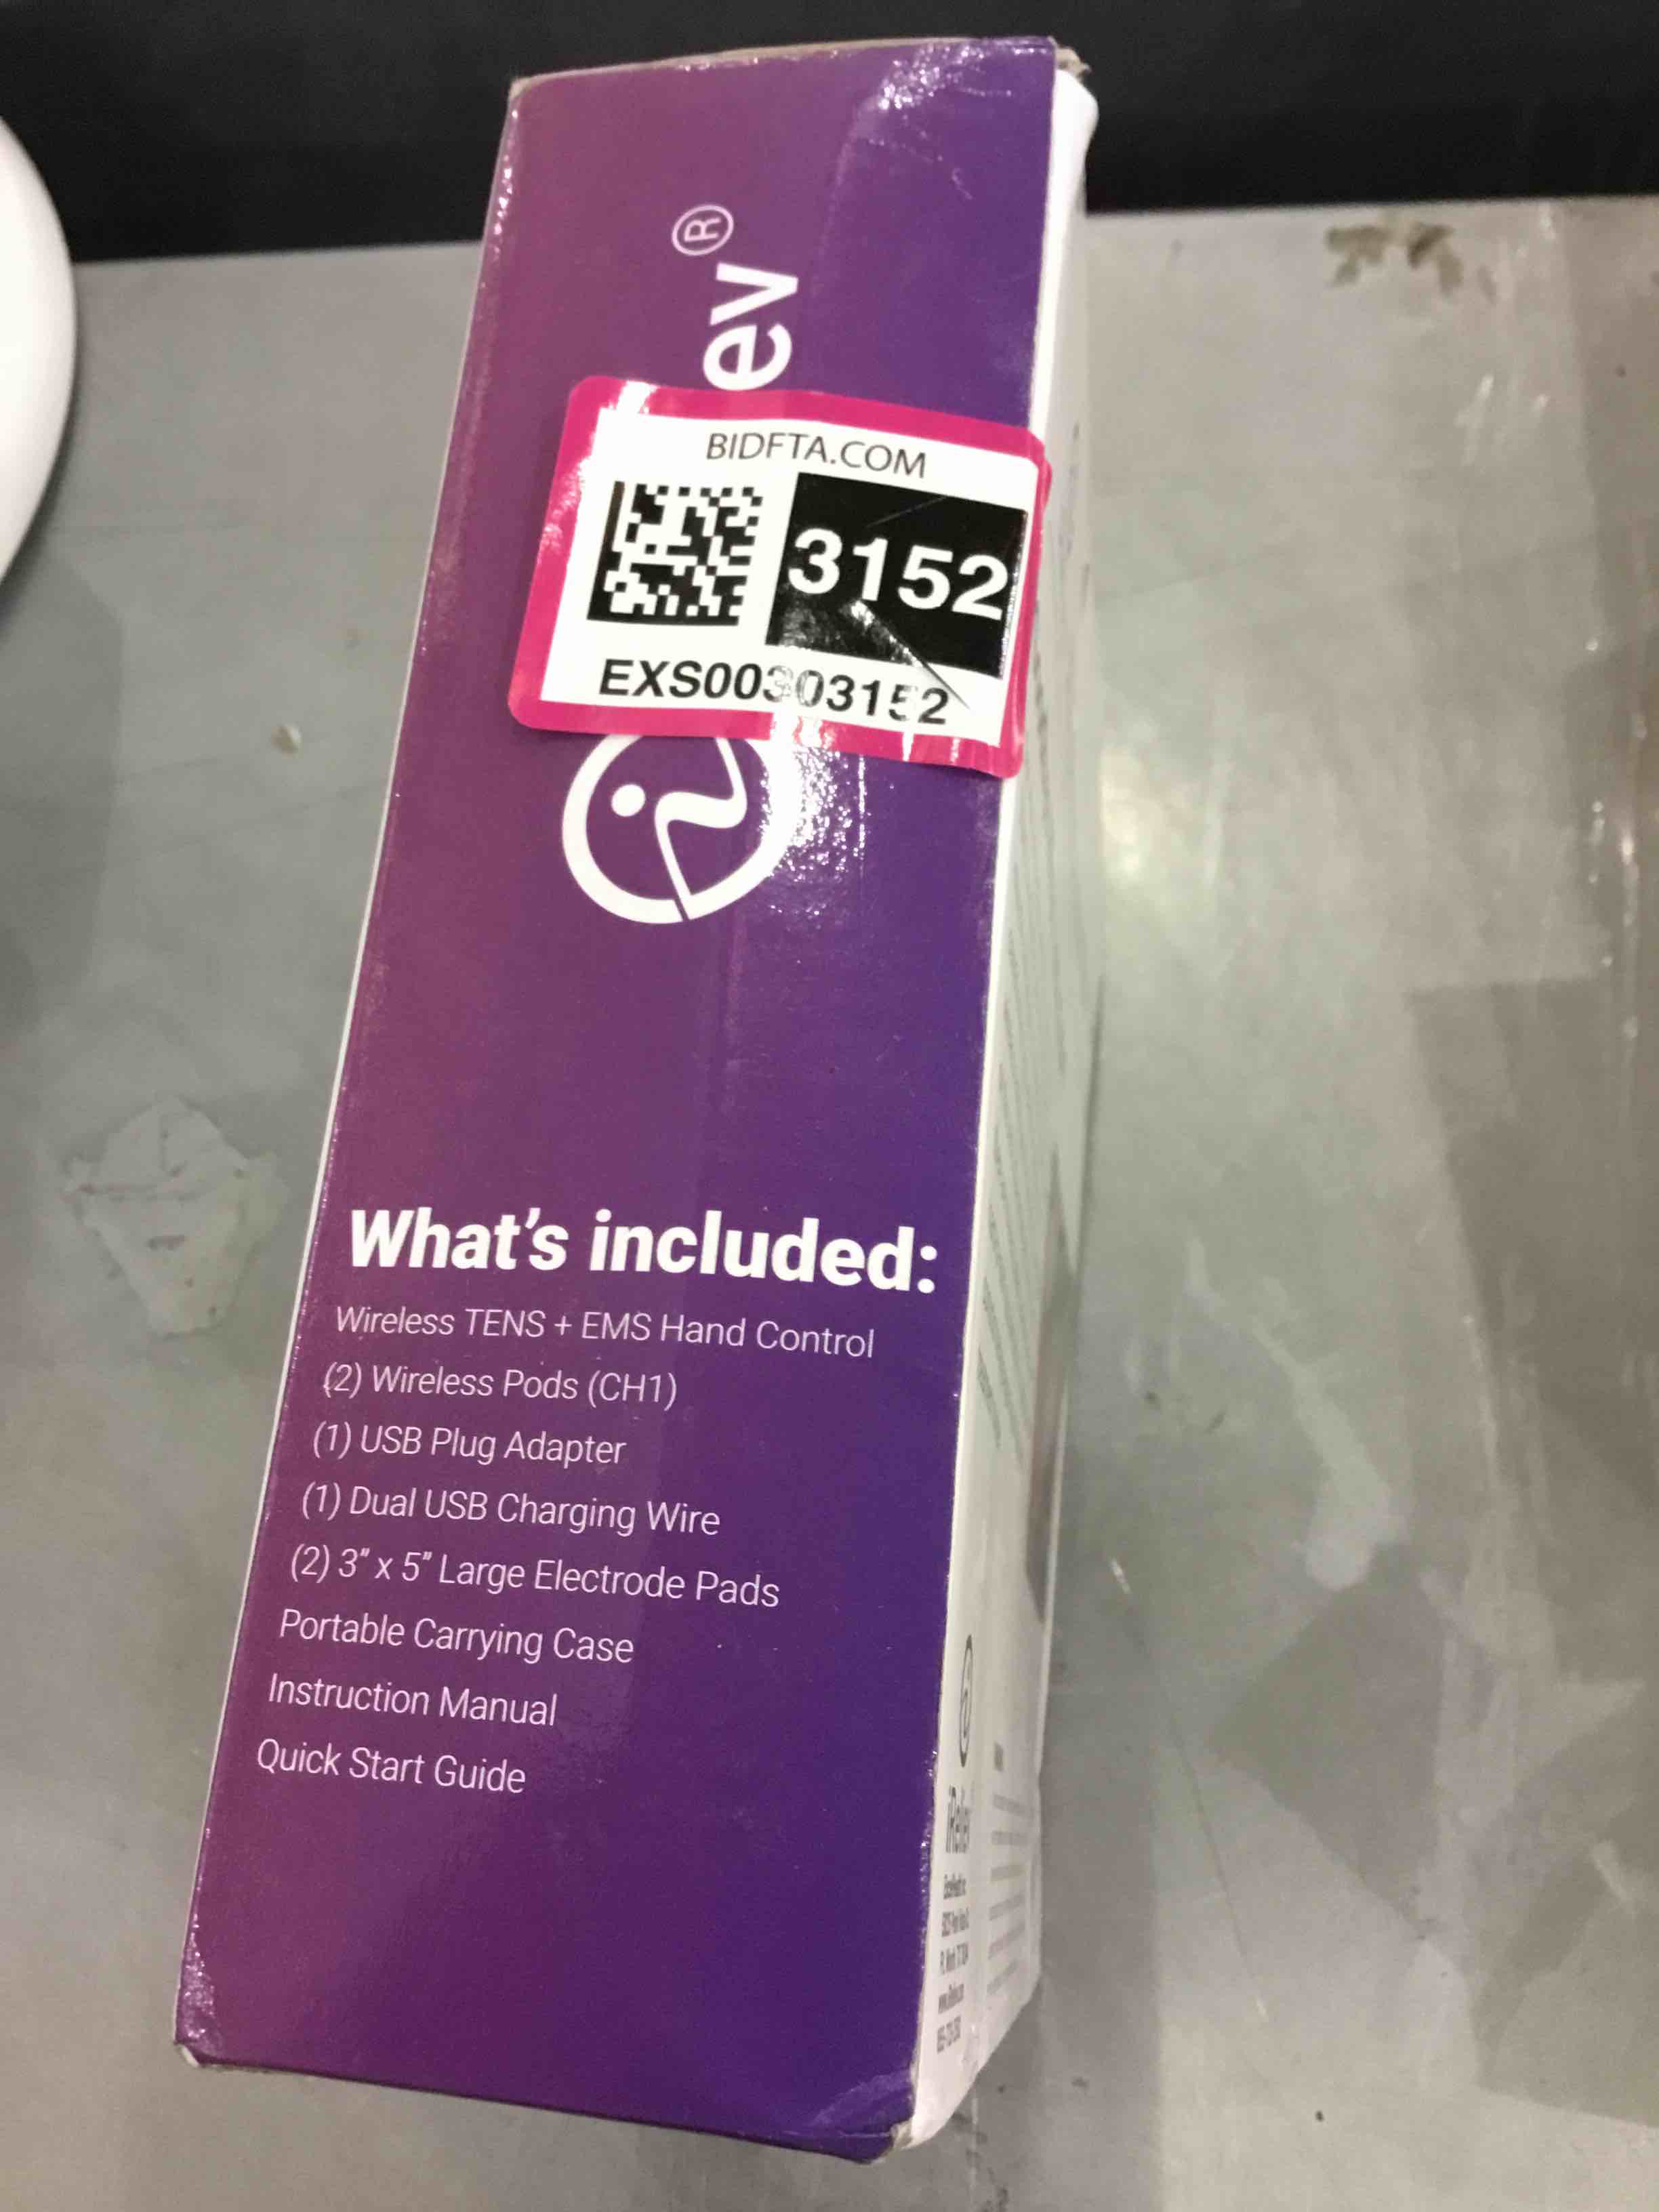 ev®
BIDFTA.COM
3152
EXS00303152
What's included:
Wireless TENS + EMS Hand Control
(2) Wireless Pods (CH1)
(1) USB Plug Adapter
(1) Dual USB Charging Wire
(2) 3" x 5" Large Electrode Pads
Portable Carrying Case
Instruction Manual
Quick Start Guide
iReliev